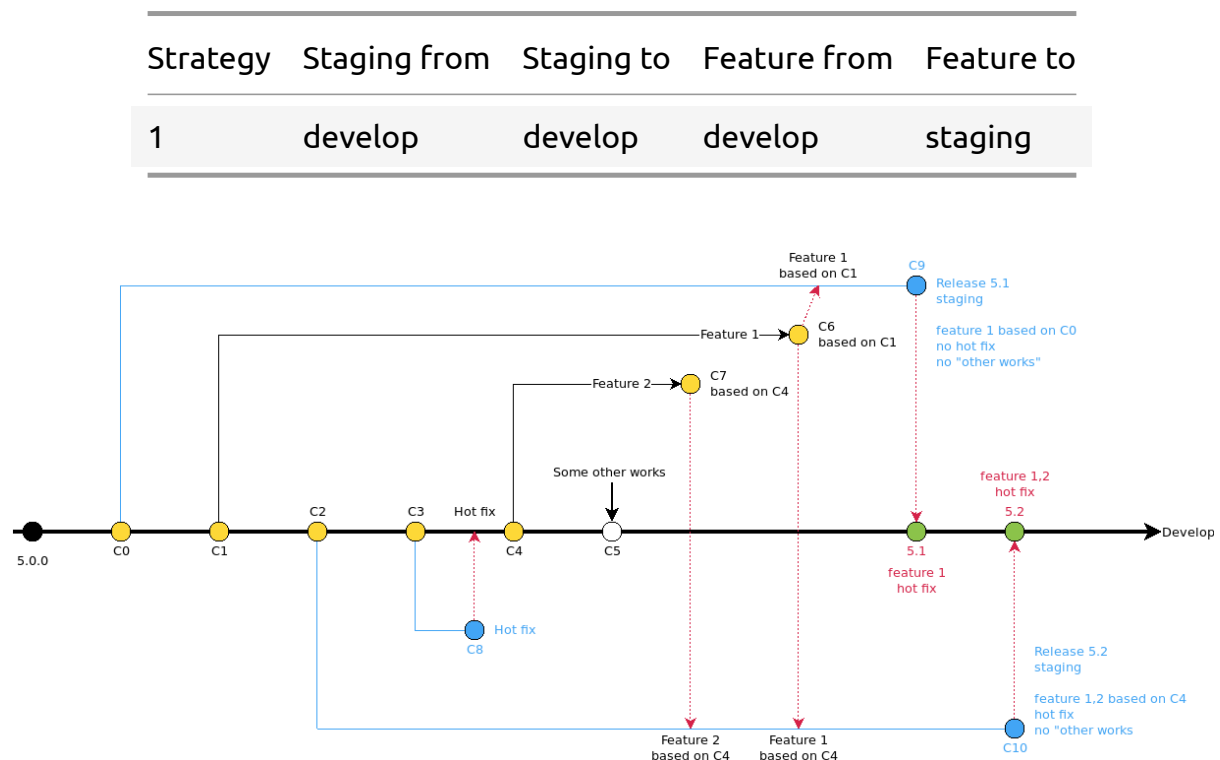 Strategy Staging from Staging to Feature from Feature to
1 develop develop develop staging
Feature 1
based on C1
C9
Release 5.1
staging
feature 1 based on C0
no hot fix
no "other works"
Feature 1
C6
based on C1
Feature 2
C7
based on C4
Some other works
feature 1,2
hot fix
5.2
C2
C3
Hot fix
Develop
5.0.0
C0
C1
C4
C5
5.1
feature 1
hot fix
Hot fix
C8
Release 5.2
staging
feature 1,2 based on C4
hot fix
no "other works
C10
Feature 2
based on C4
Feature 1
based on C4